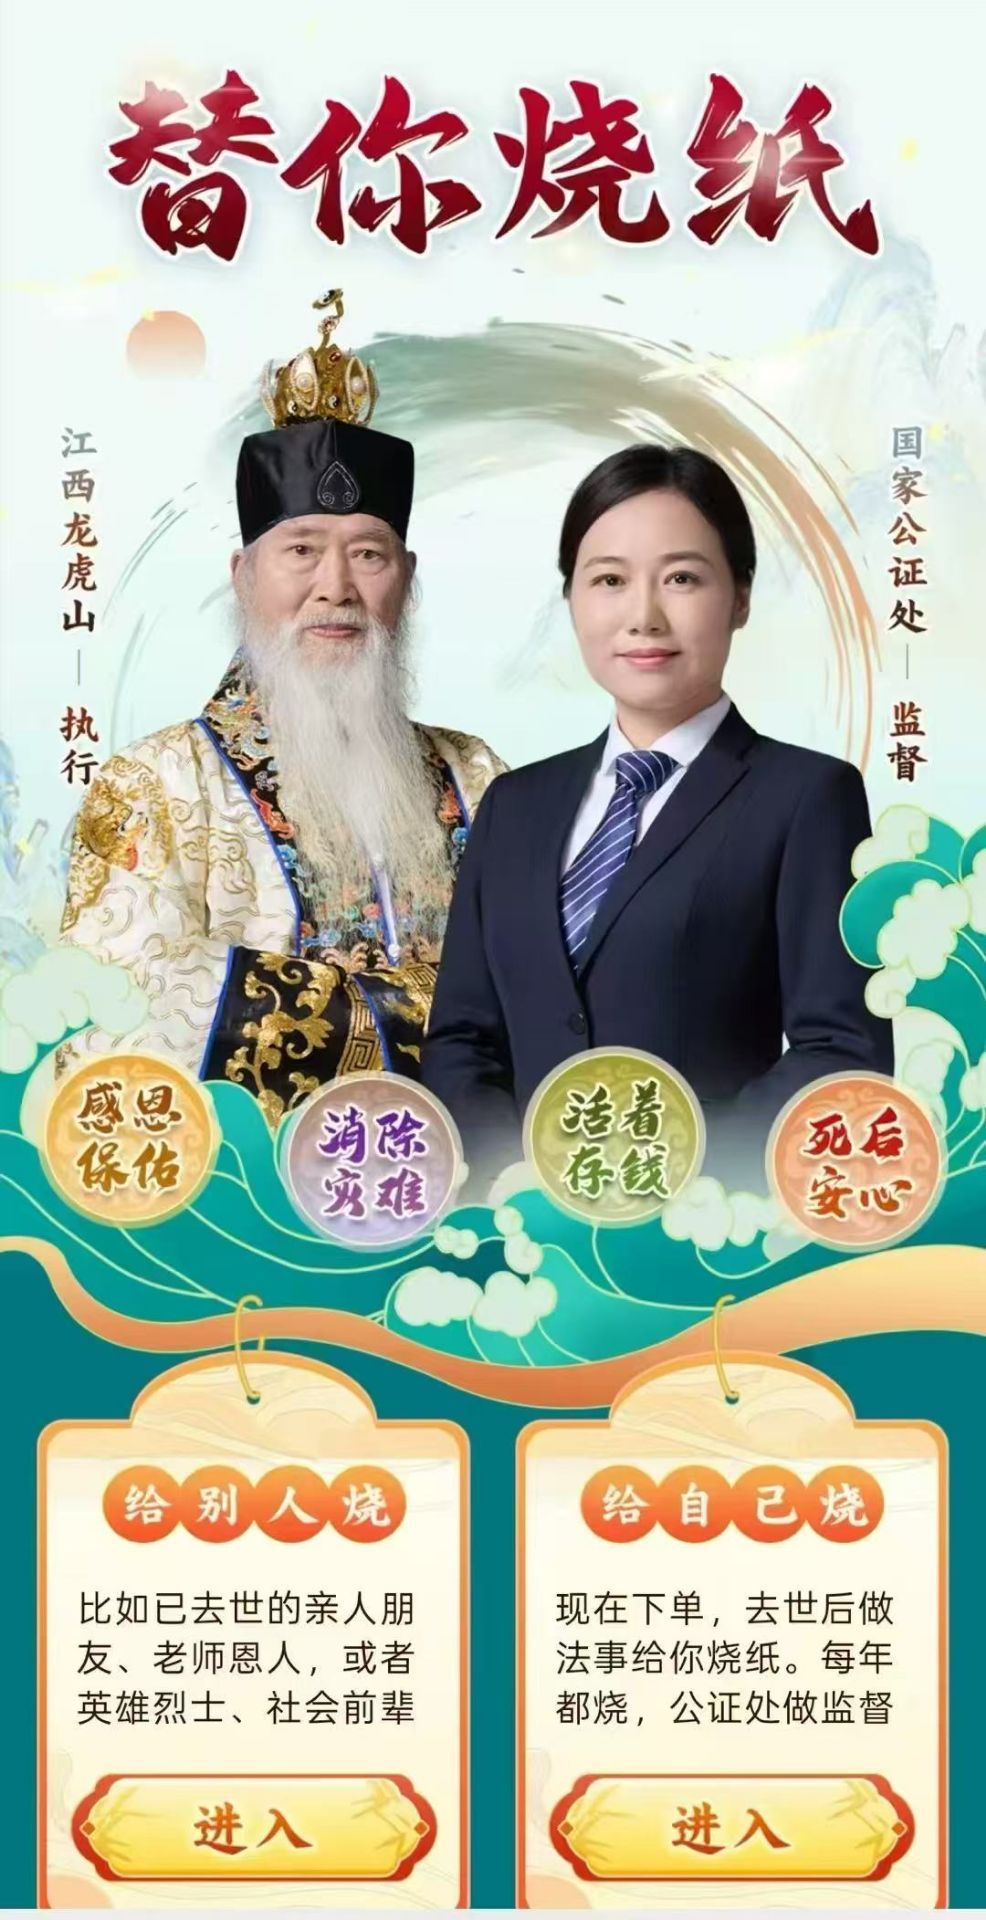 替你烧纸
江西龙虎山｜执行
国家公证处｜监督
感恩
保佑
消除
灾难
活着
存钱
死后
安心
给别人烧
比如已去世的亲人朋
友、老师恩人，或者
英雄烈士、社会前辈
进入
给自己烧
现在下单，去世后做
法事给你烧纸。每年
都烧，公证处做监督
进入